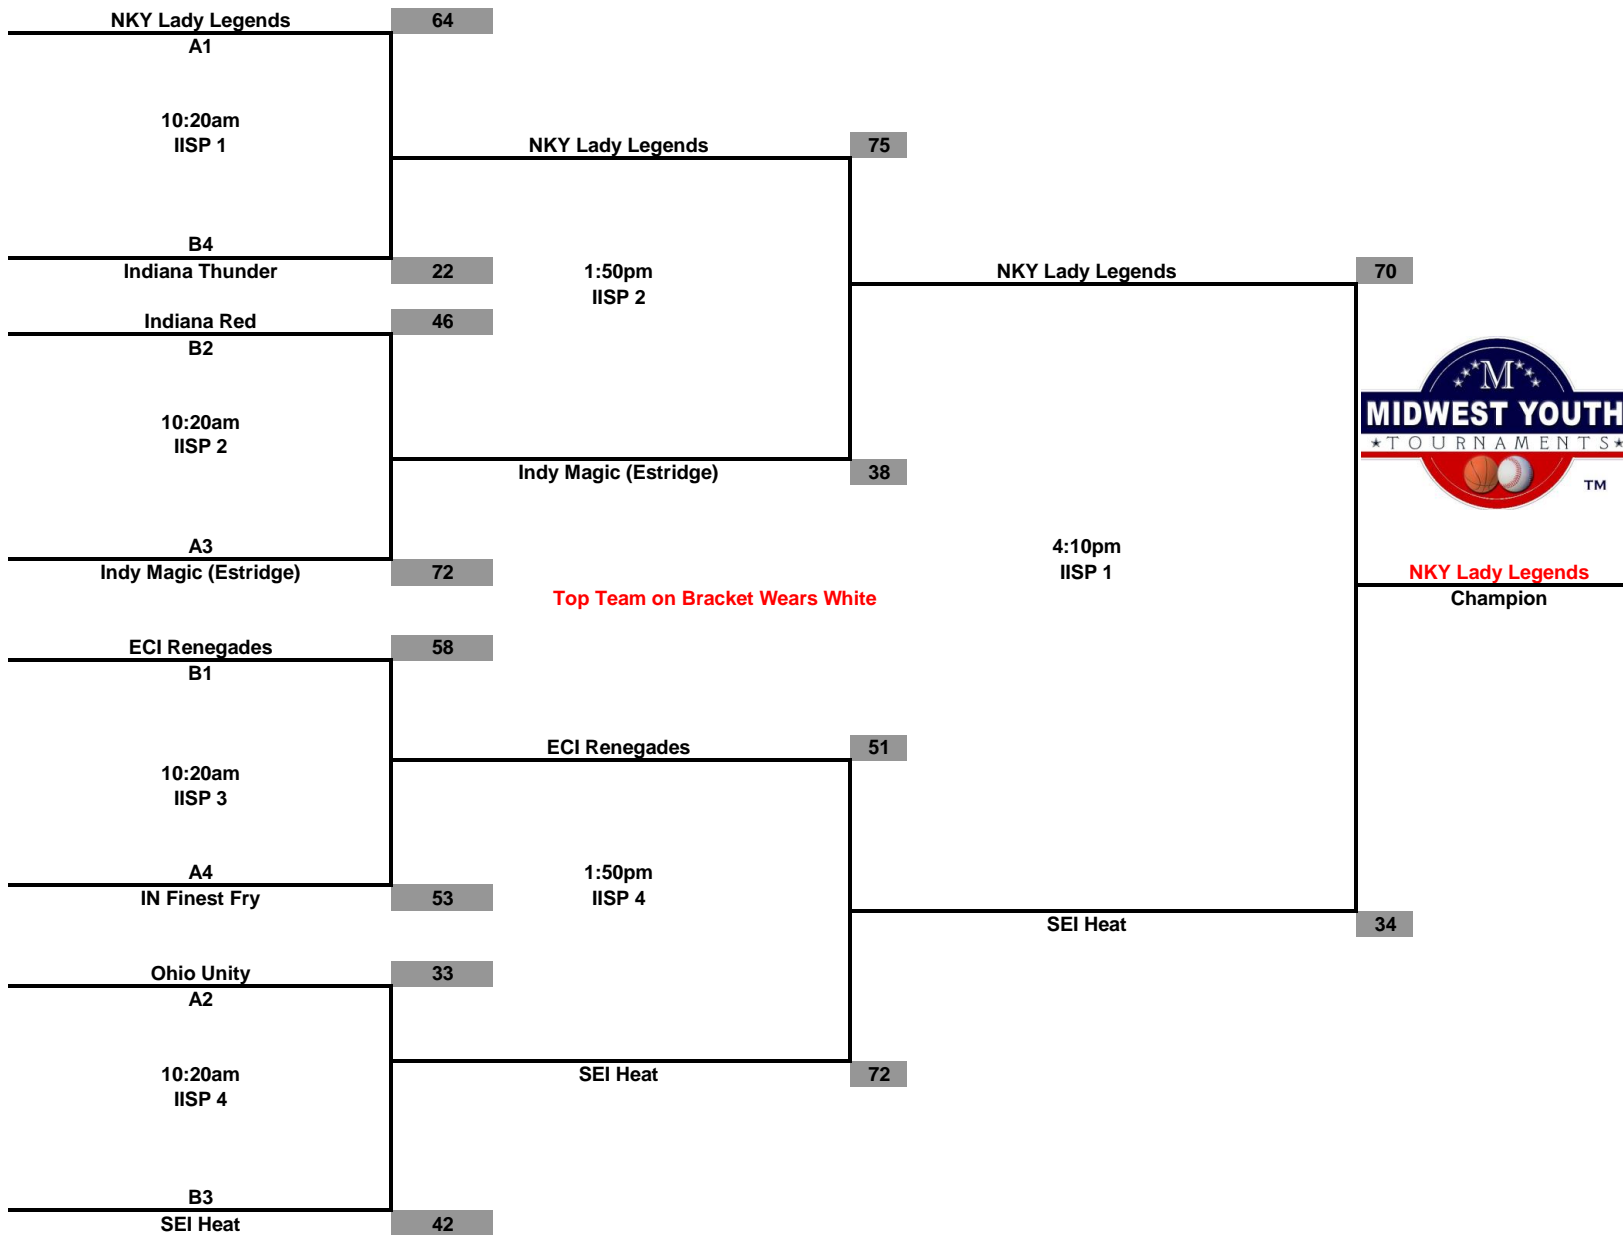 NKY Lady Legends 64
A1
10:20am
IISP 1
NKY Lady Legends 75
B4
Indiana Thunder 22
1:50pm
IISP 2
NKY Lady Legends 70
Indiana Red 46
B2
10:20am
IISP 2
Indy Magic (Estridge) 38
M
MIDWEST YOUTH
TOURNAMENTS
TM
A3
Indy Magic (Estridge) 72
4:10pm
IISP 1
NKY Lady Legends
Champion
Top Team on Bracket Wears White
ECI Renegades 58
B1
ECI Renegades 51
10:20am
IISP 3
A4
IN Finest Fry 53
1:50pm
IISP 4
SEI Heat 34
Ohio Unity 33
A2
10:20am
IISP 4
SEI Heat 72
B3
SEI Heat 42